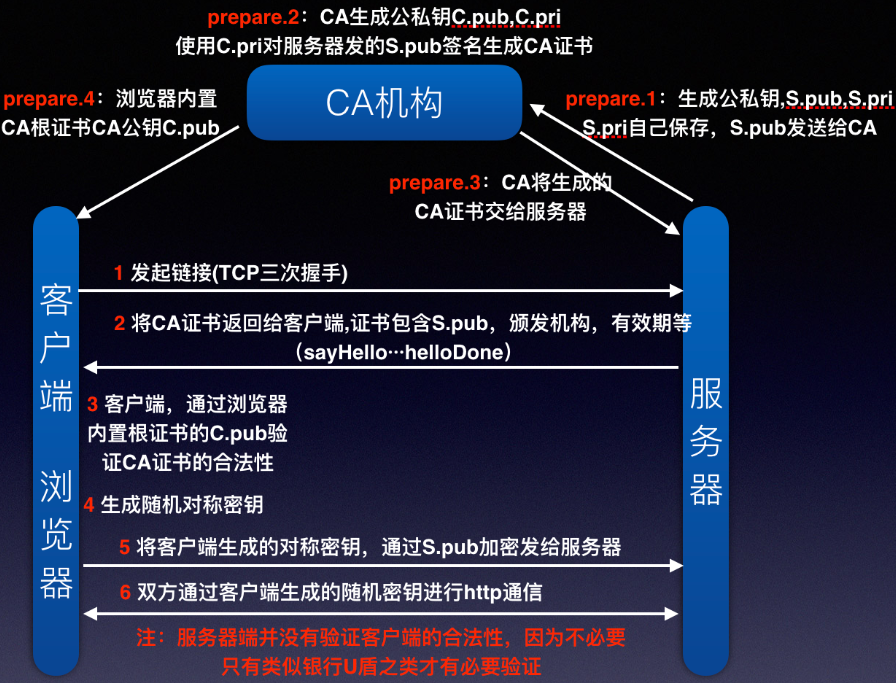 prepare.2：CA生成公私钥C.pub,C.pri
使用C.pri对服务器发的S.pub签名生成CA证书
prepare.4：浏览器内置
CA根证书CA公钥C.pub
CA机构
prepare.1：生成公私钥,S.pub,S.pri
S.pri自己保存，S.pub发送给CA
prepare.3：CA将生成的
CA证书交给服务器
客户端 浏览器
服务器
1 发起链接(TCP三次握手)
2 将CA证书返回给客户端,证书包含S.pub，颁发机构，有效期等
（sayHello…helloDone）
3 客户端，通过浏览器
内置根证书的C.pub验
证CA证书的合法性
4 生成随机对称密钥
5 将客户端生成的对称密钥，通过S.pub加密发给服务器
6 双方通过客户端生成的随机密钥进行http通信
注：服务器端并没有验证客户端的合法性，因为不必要
只有类似银行U盾之类才有必要验证